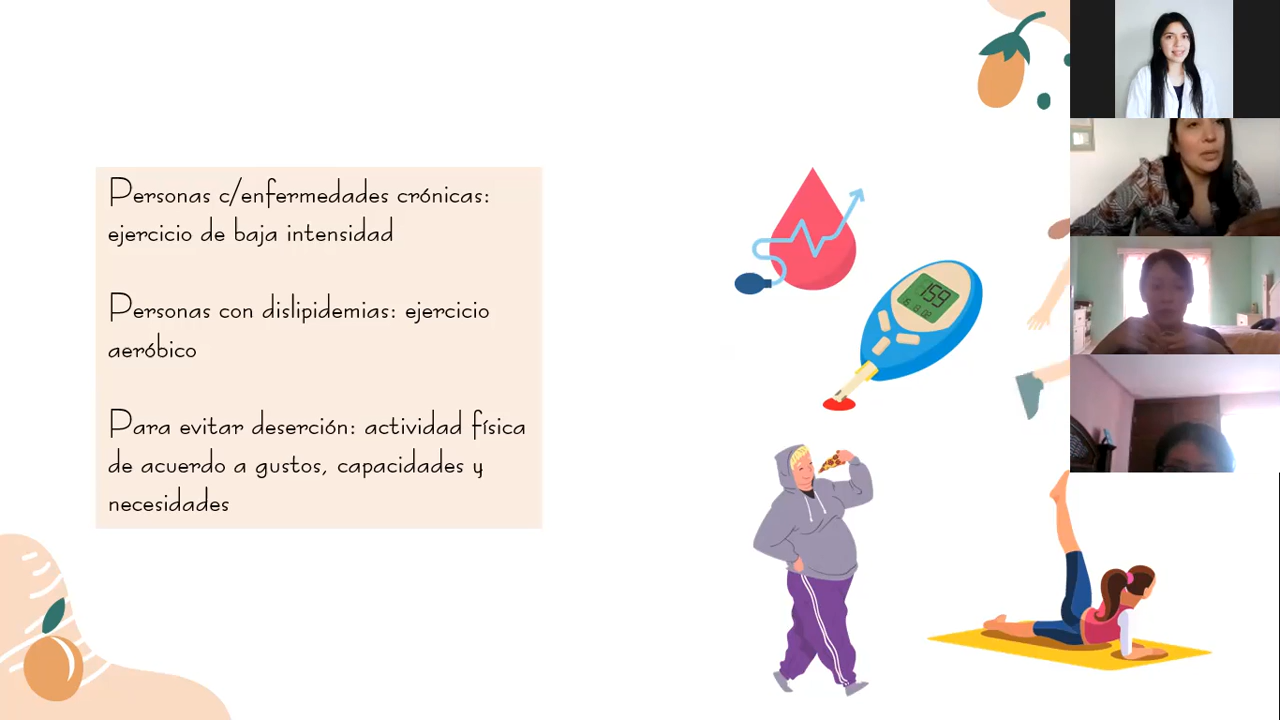 Personas c/enfermedades crónicas:
ejercicio de baja intensidad
Personas con dislipidemias: ejercicio
aeróbico
Para evitar deserción: actividad física
de acuerdo a gustos, capacidades y
necesidades
159